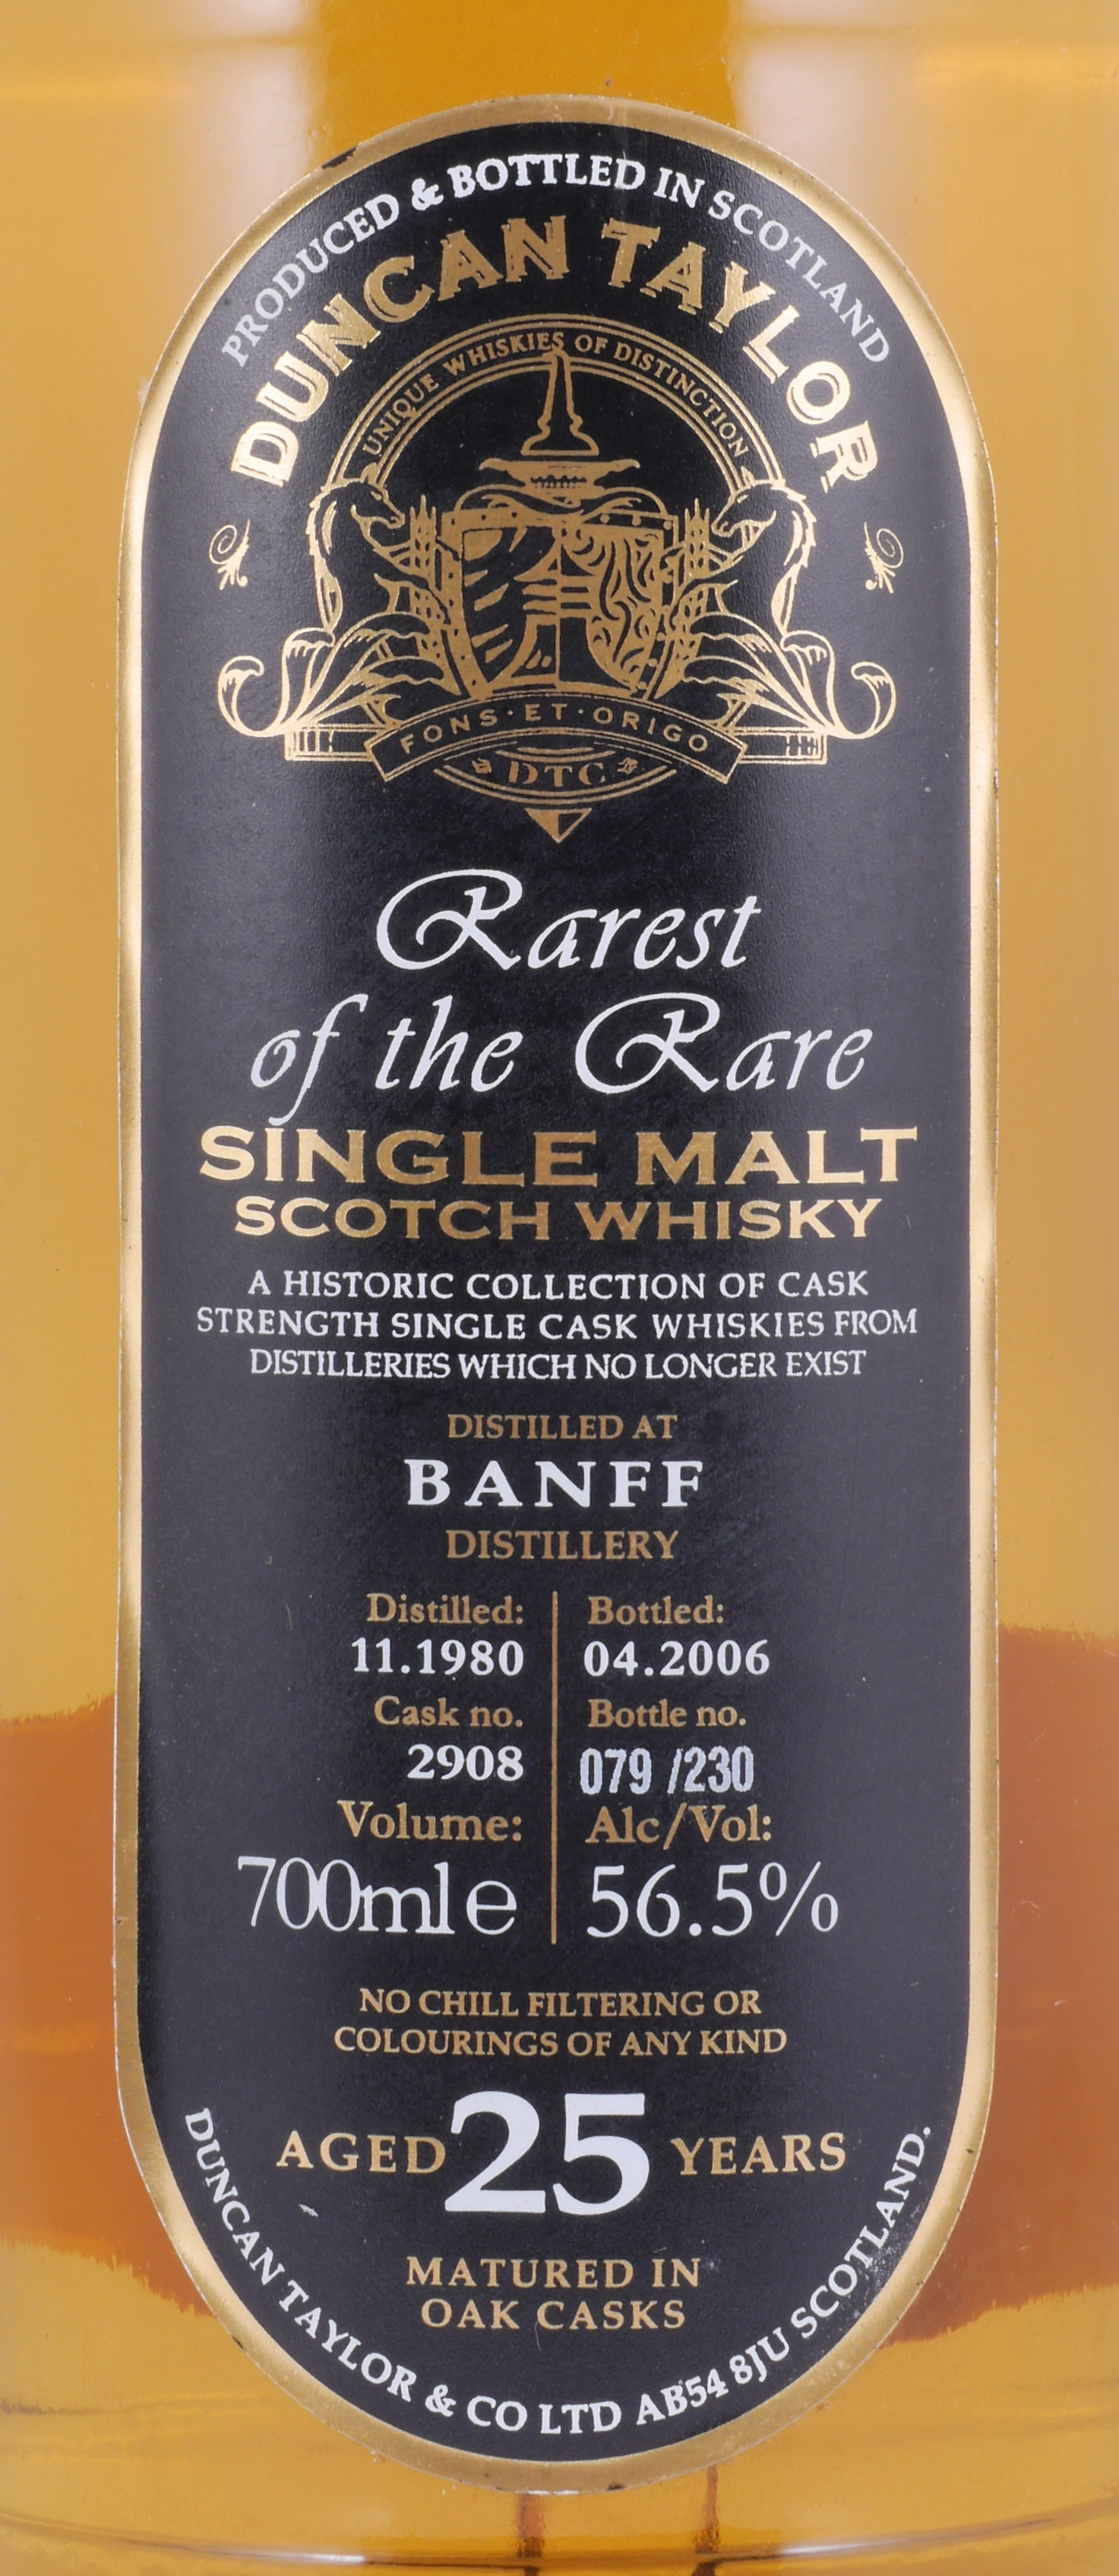 PRODUCED & BOTTLED IN SCOTLAND
DUNCAN TAYLOR
UNIQUE WHISKIES OF DISTINCTION
FONS·ET·ORIGO
DTC
Rarest
of the Rare
SINGLE MALT
SCOTCH WHISKY
A HISTORIC COLLECTION OF CASK
STRENGTH SINGLE CASK WHISKIES FROM
DISTILLERIES WHICH NO LONGER EXIST
DISTILLED AT
BANFF
DISTILLERY
Distilled: Bottled:
11.1980 04.2006
Cask no. Bottle no.
2908 079 /230
Volume: Alc/Vol:
700ml e 56.5%
NO CHILL FILTERING OR
COLOURINGS OF ANY KIND
AGED 25 YEARS
MATURED IN
OAK CASKS
DUNCAN TAYLOR & CO LTD AB54 8JU SCOTLAND.